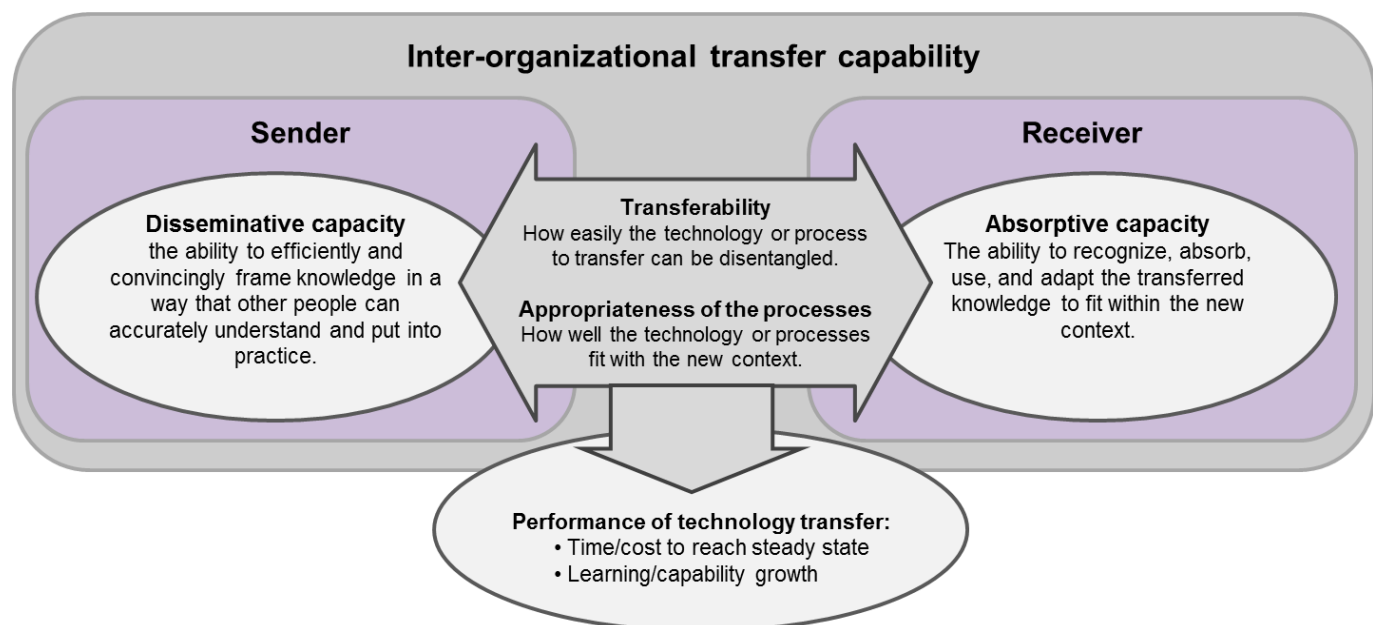 Inter-organizational transfer capability
Sender
Disseminative capacity
the ability to efficiently and
convincingly frame knowledge in a
way that other people can
accurately understand and put into
practice.
Transferability
How easily the technology or process
to transfer can be disentangled.
Appropriateness of the processes
How well the technology or processes
fit with the new context.
Receiver
Absorptive capacity
The ability to recognize, absorb,
use, and adapt the transferred
knowledge to fit within the new
context.
Performance of technology transfer:
• Time/cost to reach steady state
• Learning/capability growth